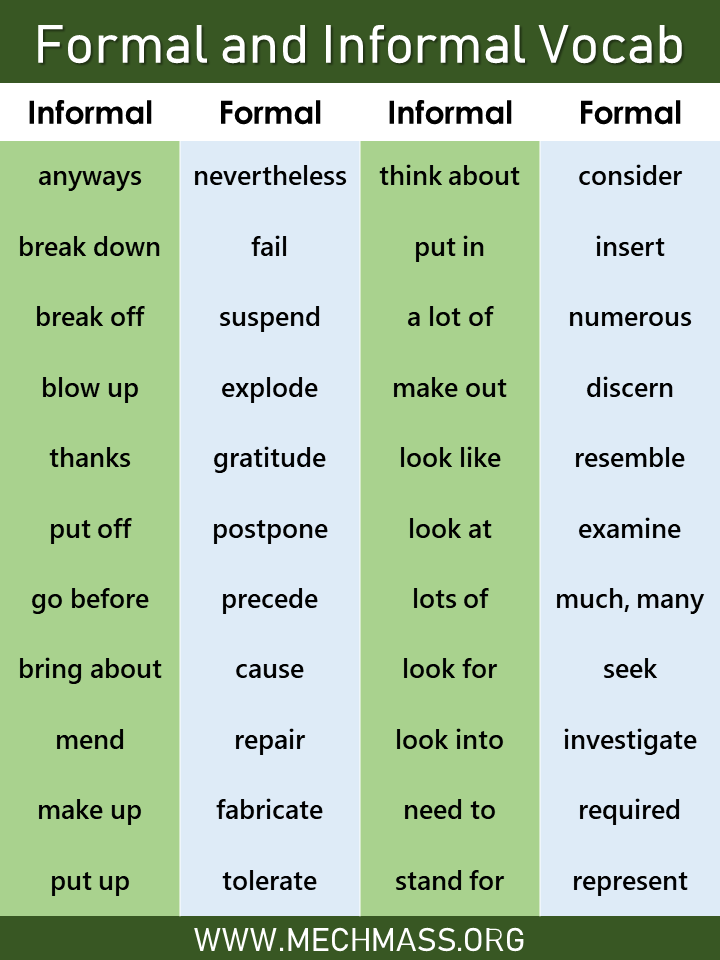 Formal and Informal Vocab
Informal Formal Informal Formal
anyways nevertheless think about consider
break down fail put in insert
break off suspend a lot of numerous
blow up explode make out discern
thanks gratitude look like resemble
put off postpone look at examine
go before precede lots of much, many
bring about cause look for seek
mend repair look into investigate
make up fabricate need to required
put up tolerate stand for represent
WWW.MECHMASS.ORG